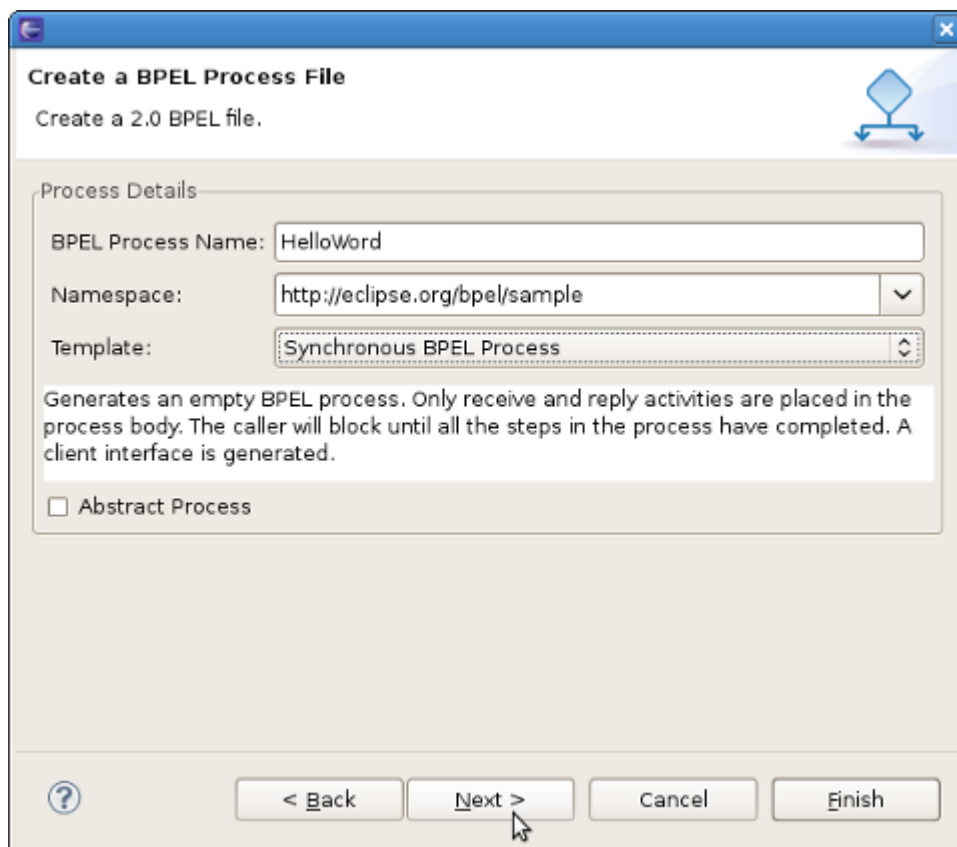 Create a BPEL Process File
Create a 2.0 BPEL file.
Process Details
BPEL Process Name: HelloWord
Namespace: http://eclipse.org/bpel/sample
Template: Synchronous BPEL Process
Generates an empty BPEL process. Only receive and reply activities are placed in the
process body. The caller will block until all the steps in the process have completed. A
client interface is generated.
Abstract Process
? < Back Next > Cancel Finish